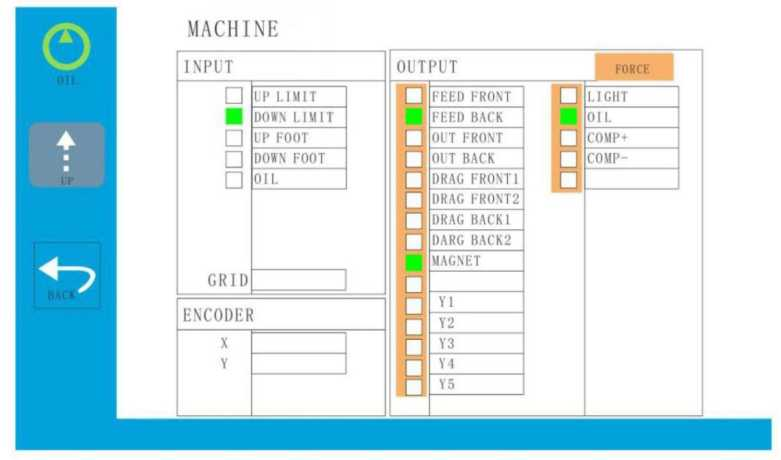 MACHINE
OIL
UP
BACK
INPUT
UP LIMIT
DOWN LIMIT
UP FOOT
DOWN FOOT
OIL
GRID
ENCODER
X
Y
OUTPUT
FORCE
FEED FRONT
FEED BACK
OUT FRONT
OUT BACK
DRAG FRONT1
DRAG FRONT2
DRAG BACK1
DARG BACK2
MAGNET
Y1
Y2
Y3
Y4
Y5
LIGHT
OIL
COMP+
COMP-